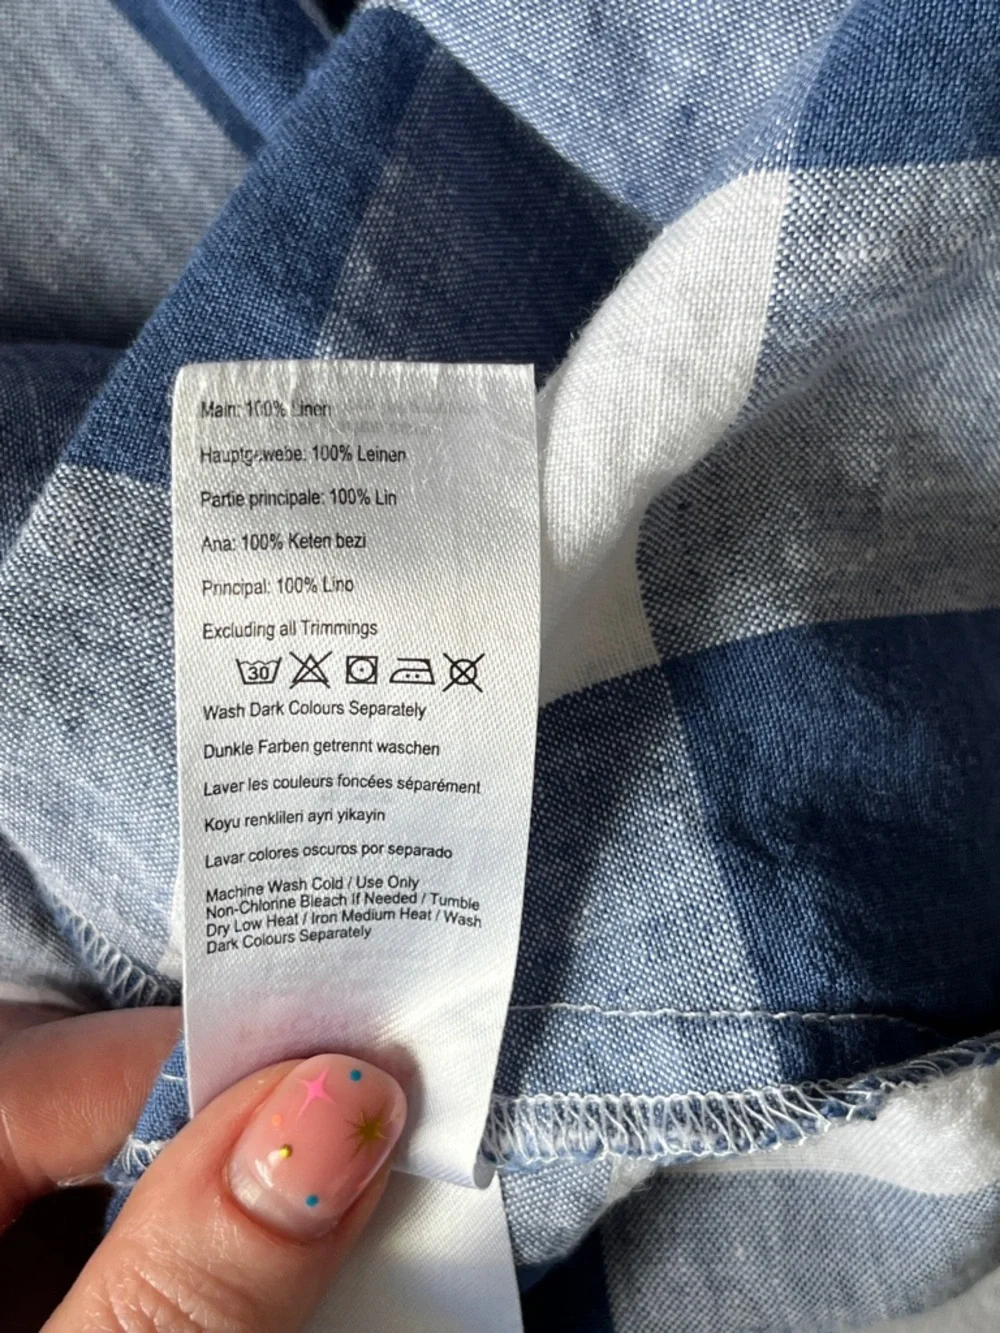 Main: 100% Linen
Hauptgewebe: 100% Leinen
Partie principale: 100% Lin
Ana: 100% Keten bezi
Principal: 100% Lino
Excluding all Trimmings
30
Wash Dark Colours Separately
Dunkle Farben getrennt waschen
Laver les couleurs foncées séparément
Koyu renklileri ayri yikayin
Lavar colores oscuros por separado
Machine Wash Cold / Use Only
Non-Chlorine Bleach If Needed / Tumble
Dry Low Heat / Iron Medium Heat / Wash
Dark Colours Separately